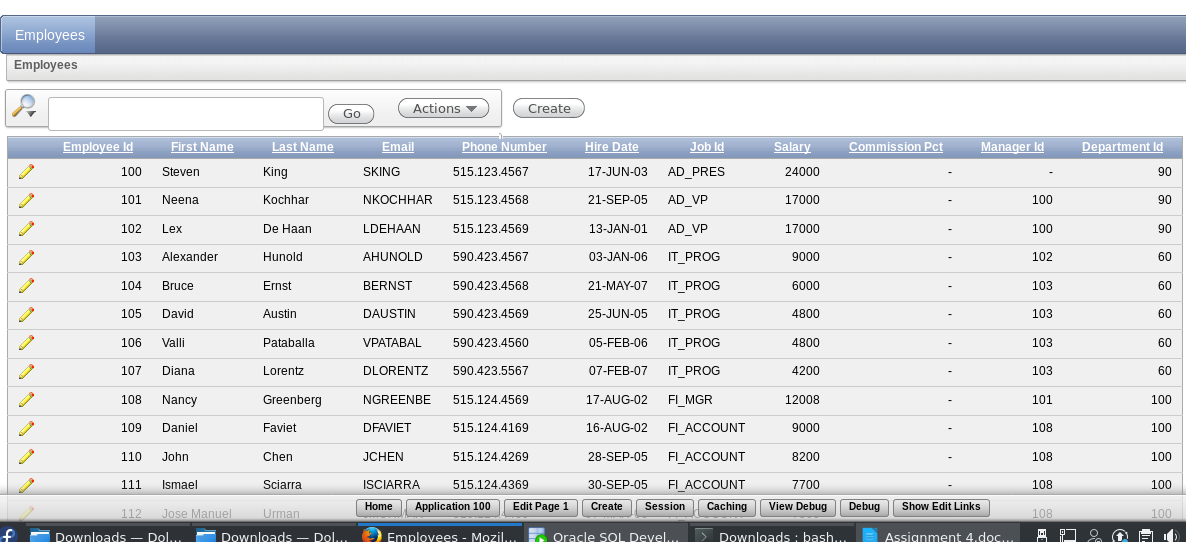 Employees
Employees
Go Actions Create
Employee Id First Name Last Name Email Phone Number Hire Date Job Id Salary Commission Pct Manager Id Department Id
100 Steven King SKING 515.123.4567 17-JUN-03 AD_PRES 24000 - - 90
101 Neena Kochhar NKOCHHAR 515.123.4568 21-SEP-05 AD_VP 17000 - 100 90
102 Lex De Haan LDEHAAN 515.123.4569 13-JAN-01 AD_VP 17000 - 100 90
103 Alexander Hunold AHUNOLD 590.423.4567 03-JAN-06 IT_PROG 9000 - 102 60
104 Bruce Ernst BERNST 590.423.4568 21-MAY-07 IT_PROG 6000 - 103 60
105 David Austin DAUSTIN 590.423.4569 25-JUN-05 IT_PROG 4800 - 103 60
106 Valli Pataballa VPATABAL 590.423.4560 05-FEB-06 IT_PROG 4800 - 103 60
107 Diana Lorentz DLORENTZ 590.423.5567 07-FEB-07 IT_PROG 4200 - 103 60
108 Nancy Greenberg NGREENBE 515.124.4569 17-AUG-02 FI_MGR 12008 - 101 100
109 Daniel Faviet DFAVIET 515.124.4169 16-AUG-02 FI_ACCOUNT 9000 - 108 100
110 John Chen JCHEN 515.124.4269 28-SEP-05 FI_ACCOUNT 8200 - 108 100
111 Ismael Sciarra ISCIARRA 515.124.4369 30-SEP-05 FI_ACCOUNT 7700 - 108 100
Home Application 100 Edit Page 1 Create Session Caching View Debug Debug Show Edit Links
112 Jose Manuel Urman 108 100
Downloads — Dol... Downloads — Dol... Employees - Mozil... Oracle SQL Devel... Downloads : bash... Assignment 4.doc...